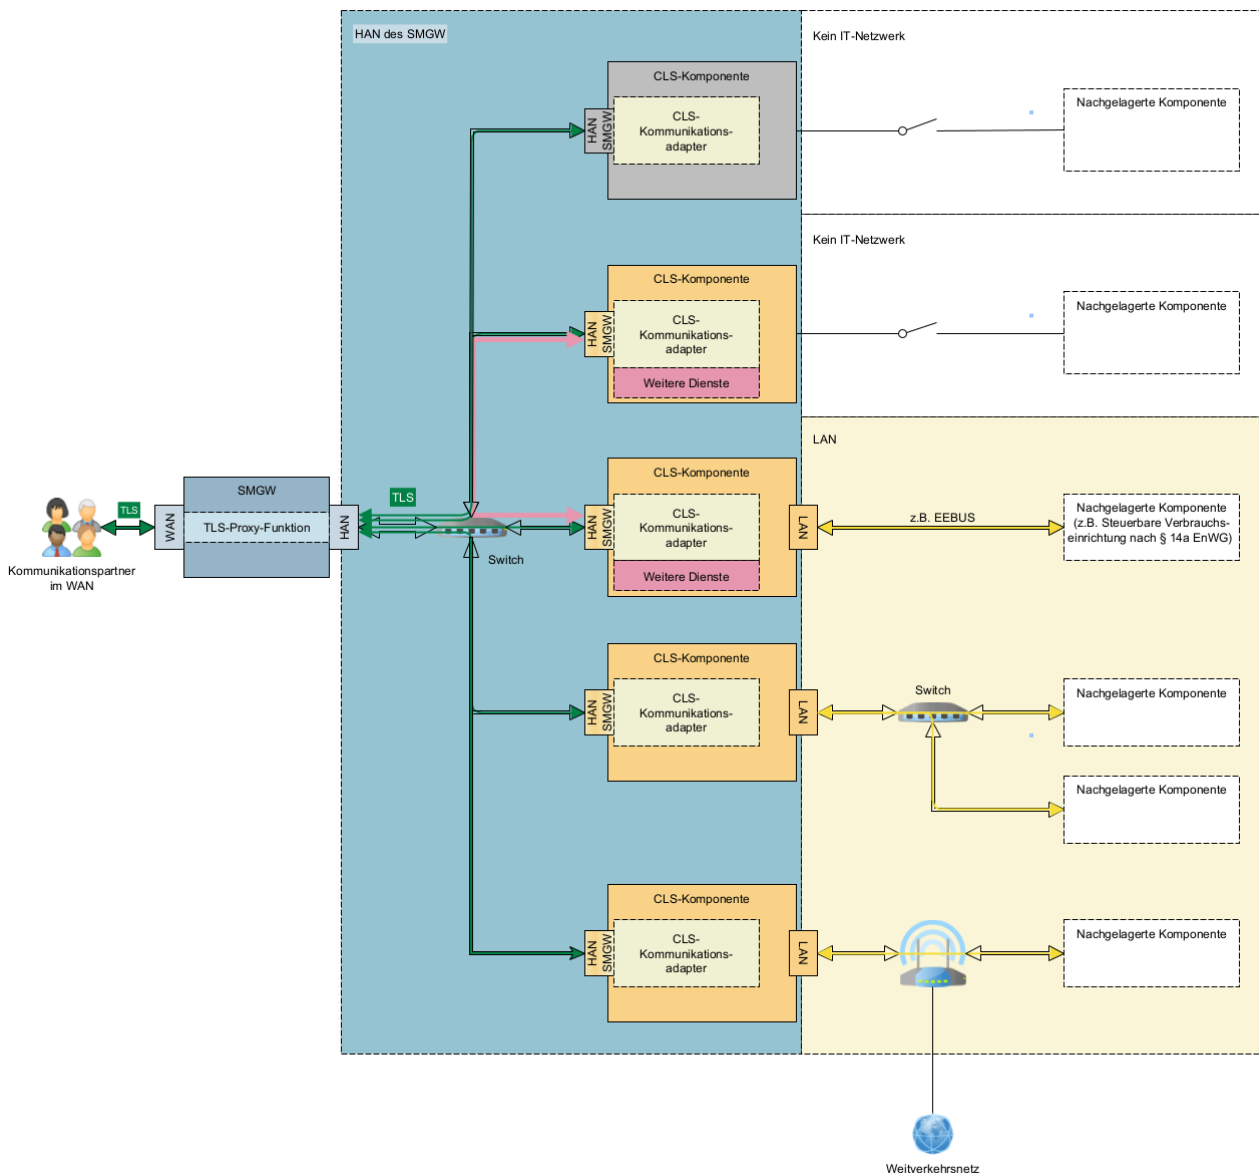 HAN des SMGW
Kein IT-Netzwerk
CLS-Komponente
HAN
SMGW
CLS-
Kommunikations-
adapter
Nachgelagerte Komponente
Kein IT-Netzwerk
CLS-Komponente
HAN
SMGW
CLS-
Kommunikations-
adapter
Weitere Dienste
Nachgelagerte Komponente
LAN
Kommunikationspartner
im WAN
TLS
WAN
SMGW
TLS-Proxy-Funktion
HAN
TLS
Switch
CLS-Komponente
HAN
SMGW
CLS-
Kommunikations-
adapter
Weitere Dienste
LAN
z.B. EEBUS
Nachgelagerte Komponente
(z.B. Steuerbare Verbrauchs-
einrichtung nach § 14a EnWG)
CLS-Komponente
HAN
SMGW
CLS-
Kommunikations-
adapter
LAN
Switch
Nachgelagerte Komponente
Nachgelagerte Komponente
CLS-Komponente
HAN
SMGW
CLS-
Kommunikations-
adapter
LAN
Nachgelagerte Komponente
Weitverkehrsnetz